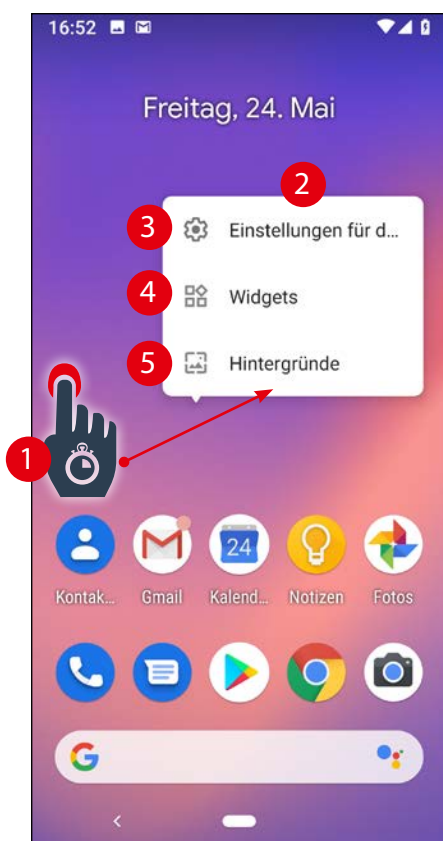 16:52
Freitag, 24. Mai
2
3 Einstellungen für d...
4 Widgets
5 Hintergründe
1
24
Kontak... Gmail Kalend... Notizen Fotos